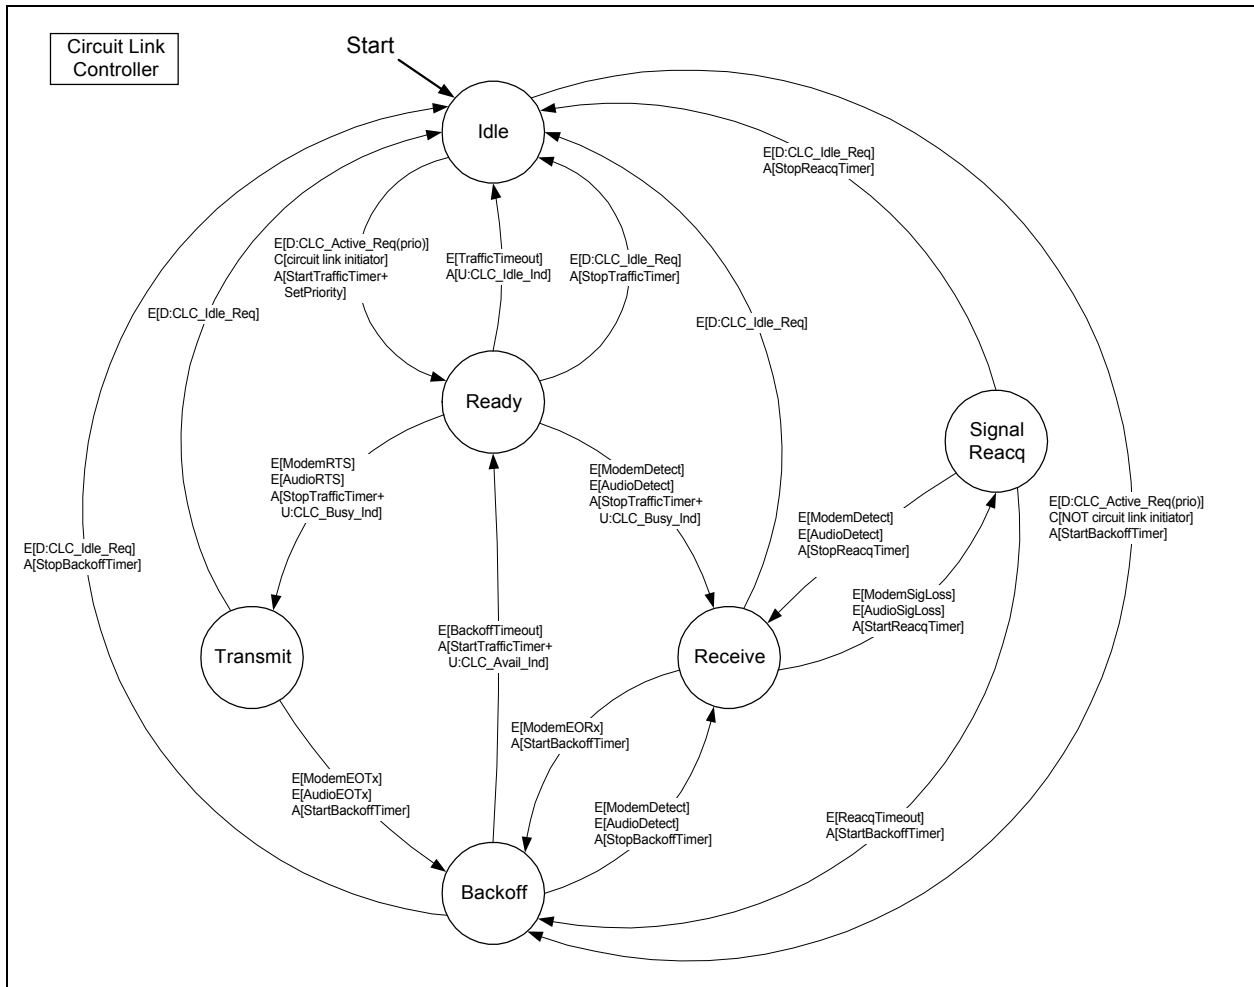 Circuit Link
Controller
Start
Idle
E[D:CLC_Idle_Req]
A[StopReacqTimer]
E[D:CLC_Active_Req(prio)]
C[circuit link initiator]
A[StartTrafficTimer+
SetPriority]
E[TrafficTimeout]
A[U:CLC_Idle_Ind]
E[D:CLC_Idle_Req]
A[StopTrafficTimer]
E[D:CLC_Idle_Req]
E[D:CLC_Idle_Req]
Ready
Signal
Reacq
E[ModemRTS]
E[AudioRTS]
A[StopTrafficTimer+
U:CLC_Busy_Ind]
E[ModemDetect]
E[AudioDetect]
A[StopTrafficTimer+
U:CLC_Busy_Ind]
E[D:CLC_Active_Req(prio)]
C[NOT circuit link initiator]
A[StartBackoffTimer]
E[ModemDetect]
E[AudioDetect]
A[StopReacqTimer]
E[D:CLC_Idle_Req]
A[StopBackoffTimer]
E[ModemSigLoss]
E[AudioSigLoss]
A[StartReacqTimer]
E[BackoffTimeout]
A[StartTrafficTimer+
U:CLC_Avail_Ind]
Transmit
Receive
E[ModemEORx]
A[StartBackoffTimer]
E[ModemEOTx]
E[AudioEOTx]
A[StartBackoffTimer]
E[ModemDetect]
E[AudioDetect]
A[StopBackoffTimer]
E[ReacqTimeout]
A[StartBackoffTimer]
Backoff